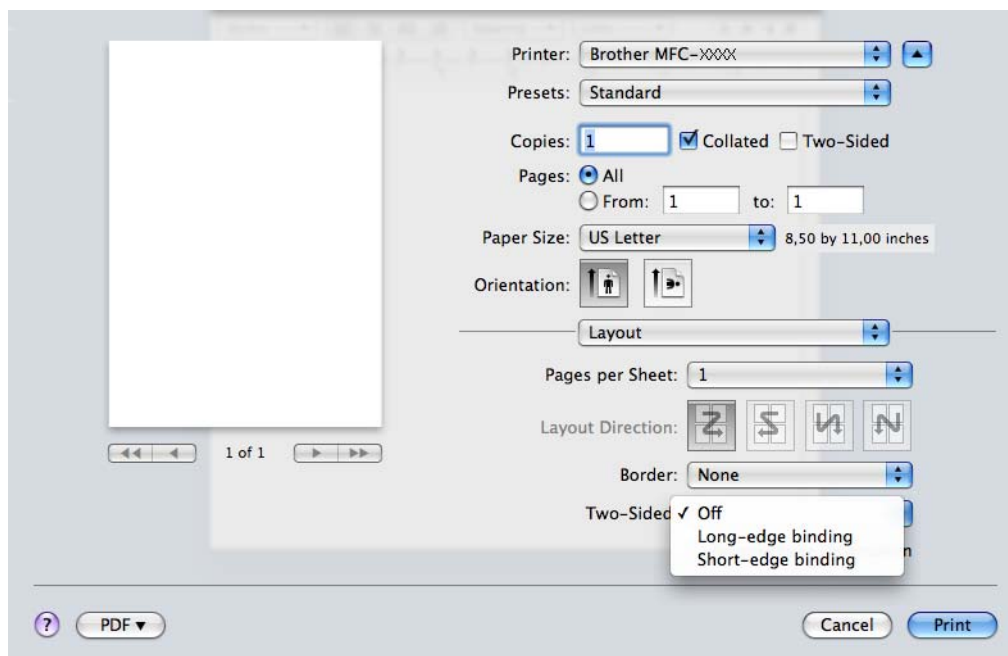 Printer: Brother MFC-XXXX
Presets: Standard
Copies: 1 Collated Two-Sided
Pages: All
From: 1 to: 1
Paper Size: US Letter 8,50 by 11,00 inches
Orientation:
Layout
Pages per Sheet: 1
Layout Direction:
1 of 1
Border: None
Two-Sided ✓ Off
Long-edge binding
Short-edge binding
? PDF ▼ Cancel Print